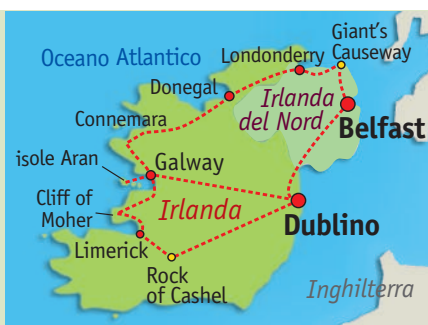 Oceano Atlantico
Giant's
Causeway
Londonderry
Donegal
Irlanda
del Nord
Belfast
Connemara
isole Aran
Galway
Cliff of
Moher
Irlanda
Dublino
Limerick
Rock
of Cashel
Inghilterra